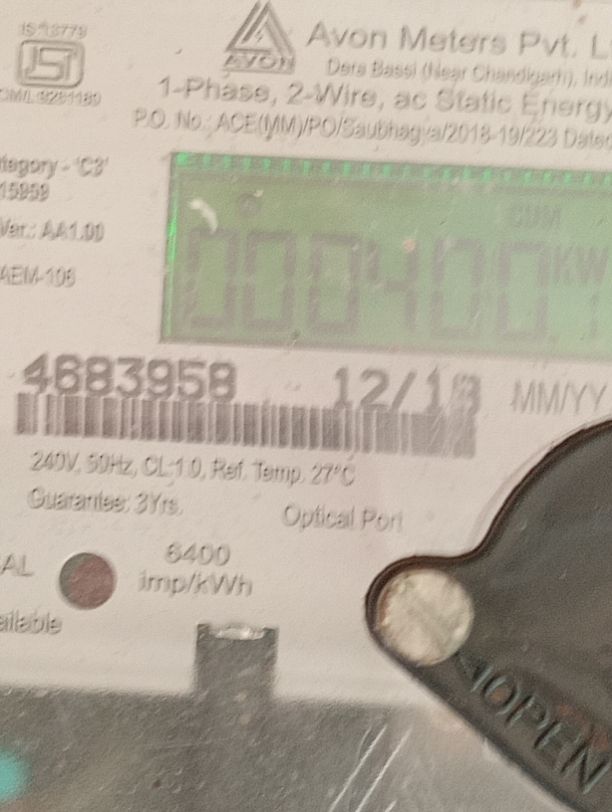 IS 13779
ISI
CM/L-9281180
AVON
Avon Meters Pvt. L
Dera Bassi (Near Chandigarh), Ind
1-Phase, 2-Wire, ac Static Energy
P.O. No.: ACE(MM)/PO/Saubhagya/2018-19/223 Dated
tegory - 'C3'
15959
Ver.: AA1.00
AEM-106
CUM
KW
4683958 12/18 MM/YY
240V, 50Hz, CL:1.0, Ref. Temp. 27°C
Guarantee: 3Yrs.
Optical Port
AL
6400
imp/kWh
ailable
OPEN